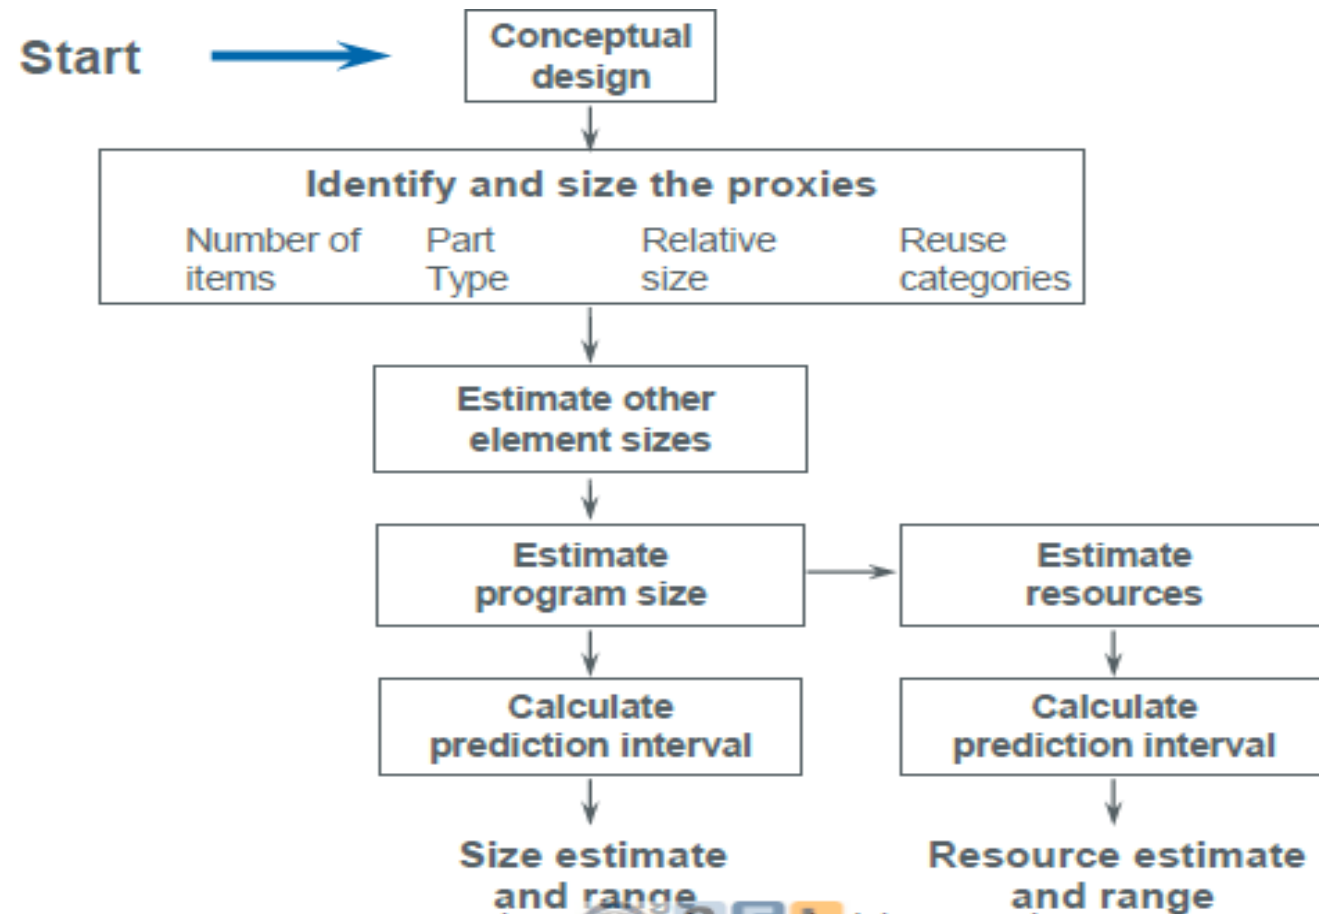 Start
Conceptual
design
Identify and size the proxies
Number of
items
Part
Type
Relative
size
Reuse
categories
Estimate other
element sizes
Estimate
program size
Estimate
resources
Calculate
prediction interval
Calculate
prediction interval
Size estimate
and range
Resource estimate
and range